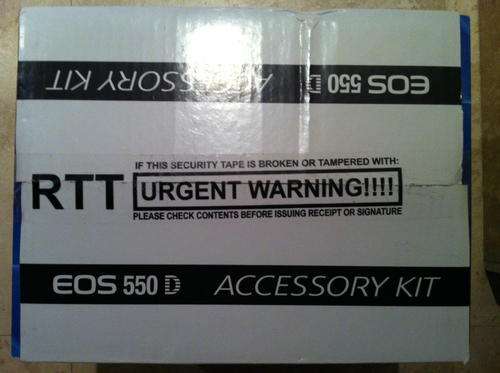 EOS 550 D ACCESSORY KIT
IF THIS SECURITY TAPE IS BROKEN OR TAMPERED WITH:
RTT URGENT WARNING!!!!
PLEASE CHECK CONTENTS BEFORE ISSUING RECEIPT OR SIGNATURE
EOS 550 D ACCESSORY KIT